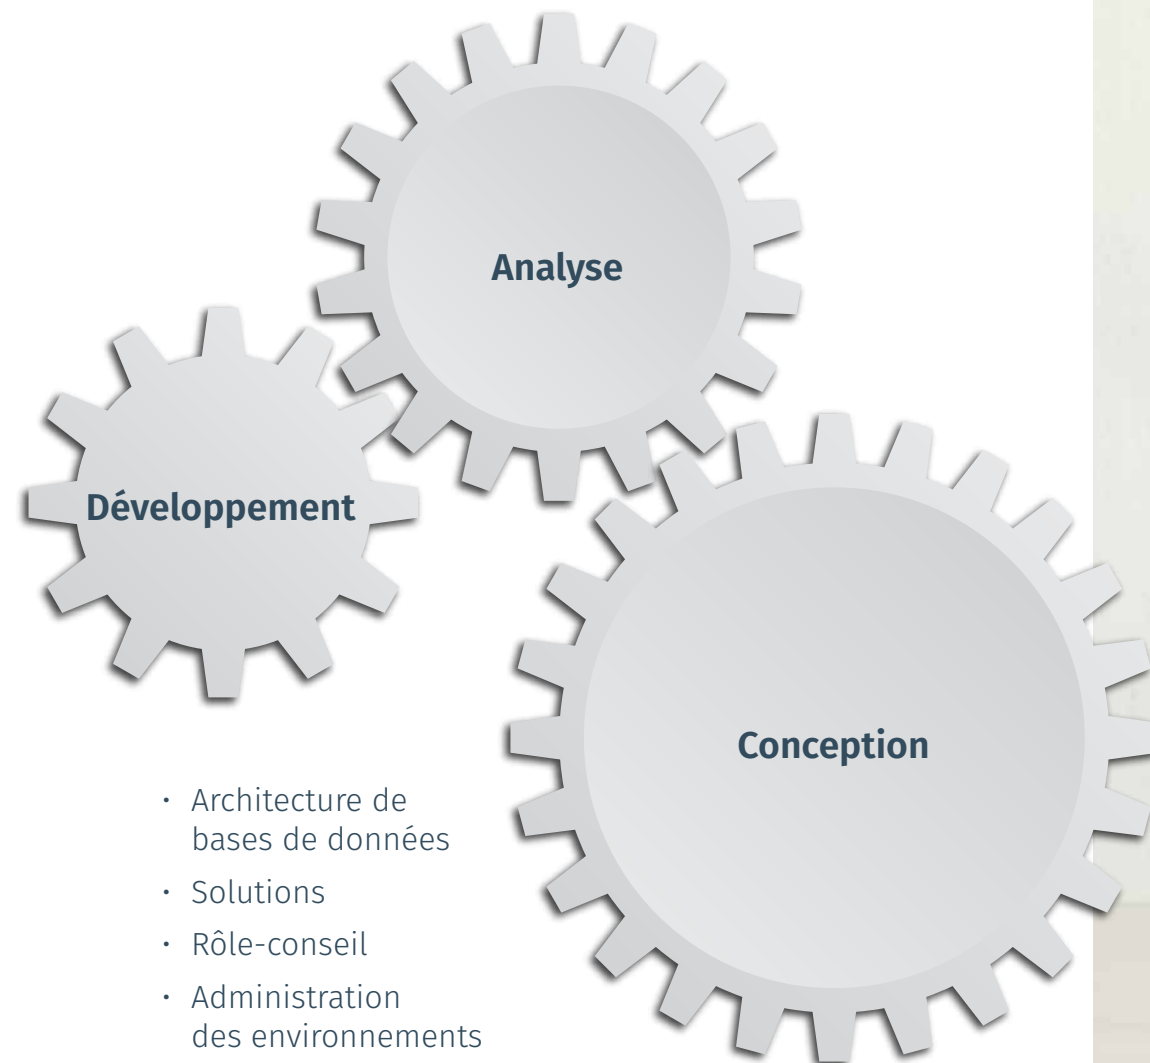 Analyse
Développement
Conception
· Architecture de
bases de données
· Solutions
· Rôle-conseil
· Administration
des environnements